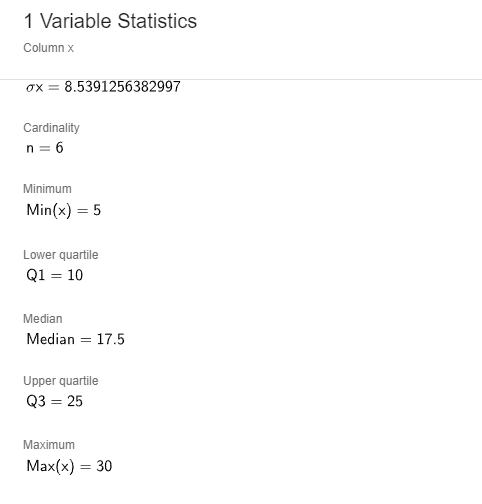 1 Variable Statistics
Column x
σx = 8.5391256382997
Cardinality
n = 6
Minimum
Min(x) = 5
Lower quartile
Q1 = 10
Median
Median = 17.5
Upper quartile
Q3 = 25
Maximum
Max(x) = 30